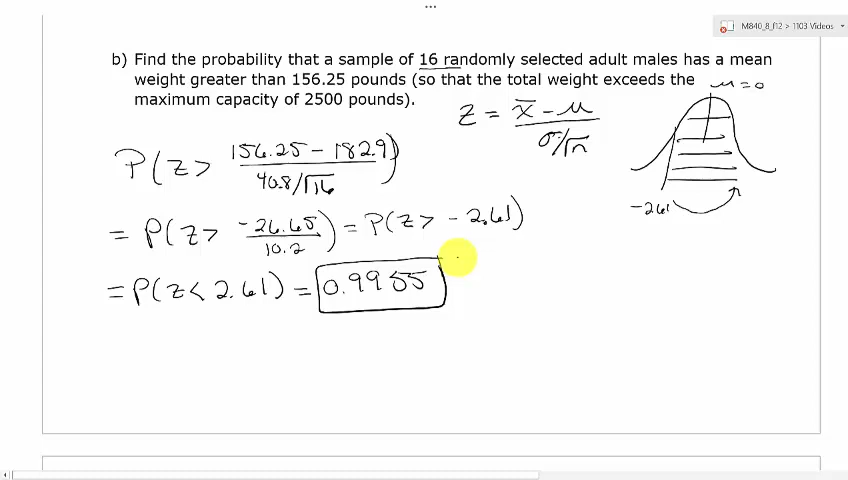 M840_8_f12 > 1103 Videos
b) Find the probability that a sample of 16 randomly selected adult males has a mean
weight greater than 156.25 pounds (so that the total weight exceeds the
maximum capacity of 2500 pounds).
μ = 0
z = (x̄ − μ) / (σ/√n)
P(z > (156.25 − 182.9) / (40.8/√16))
−2.61
= P(z > −26.65 / 10.2) = P(z > −2.61)
= P(z < 2.61) = 0.9955